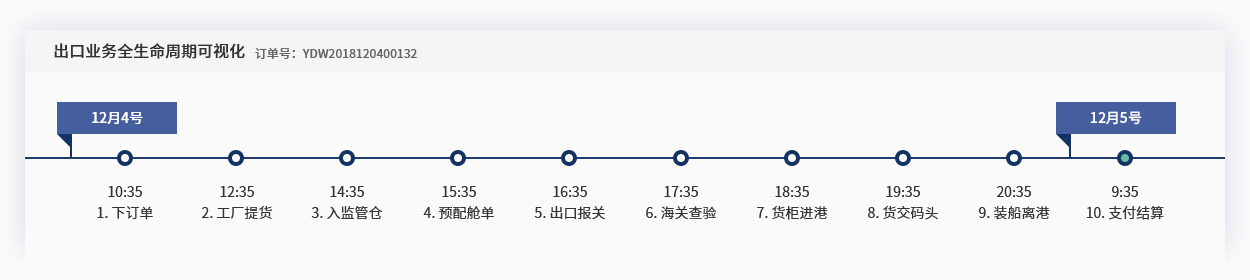 出口业务全生命周期可视化 订单号：YDW2018120400132
12月4号 12月5号
10:35 12:35 14:35 15:35 16:35 17:35 18:35 19:35 20:35 9:35
1. 下订单 2. 工厂提货 3. 入监管仓 4. 预配舱单 5. 出口报关 6. 海关查验 7. 货柜进港 8. 货交码头 9. 装船离港 10. 支付结算